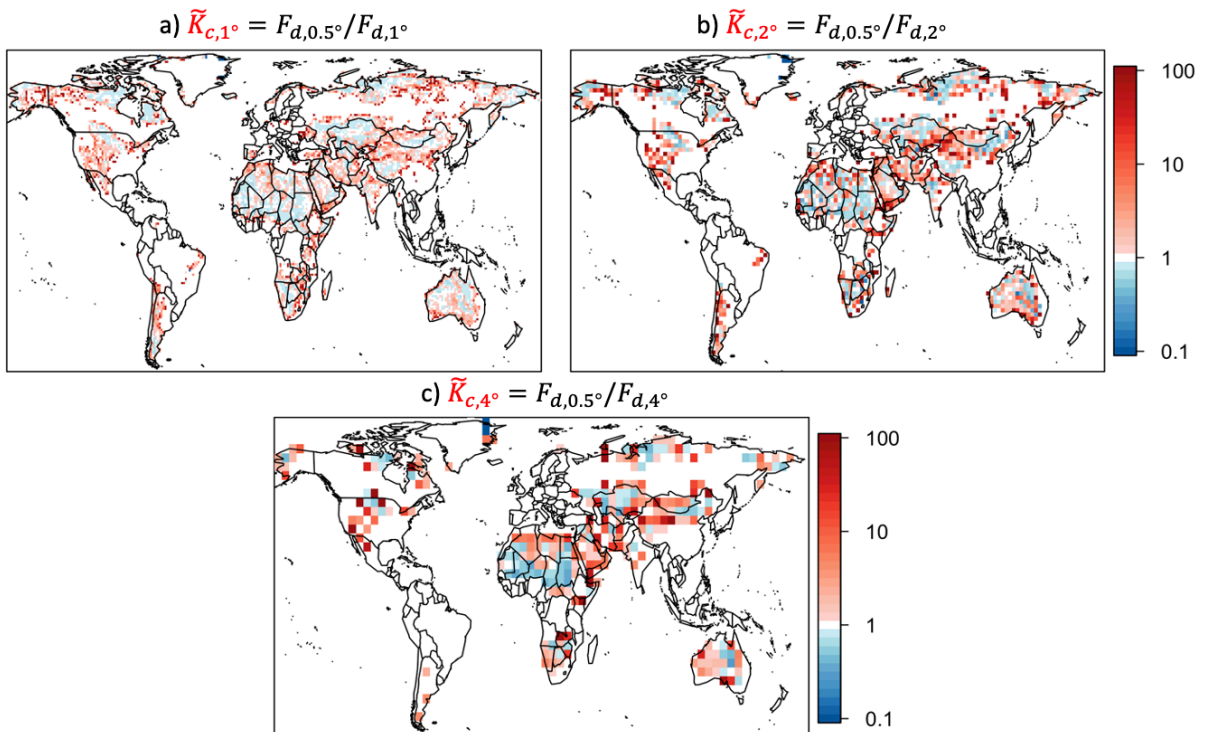 a) K̃c,1° = Fd,0.5°/Fd,1°
b) K̃c,2° = Fd,0.5°/Fd,2°
100
10
1
0.1
c) K̃c,4° = Fd,0.5°/Fd,4°
100
10
1
0.1